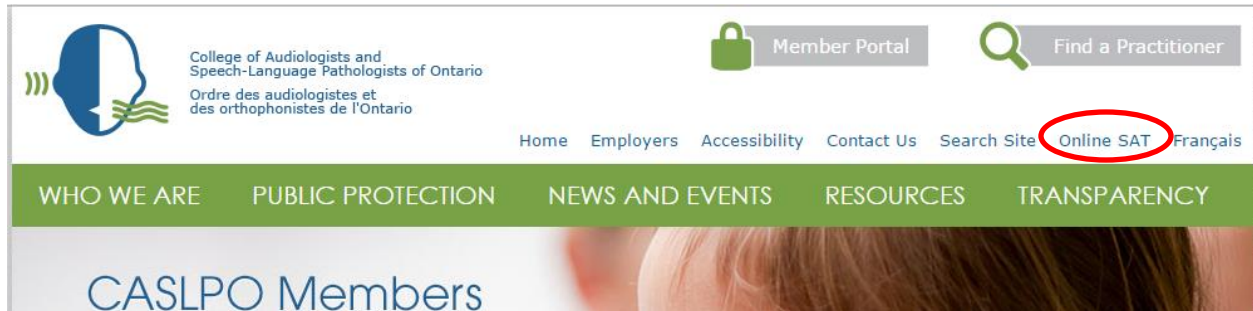 College of Audiologists and
Speech-Language Pathologists of Ontario
Ordre des audiologistes et
des orthophonistes de l'Ontario
Member Portal
Find a Practitioner
Home Employers Accessibility Contact Us Search Site Online SAT Français
WHO WE ARE PUBLIC PROTECTION NEWS AND EVENTS RESOURCES TRANSPARENCY
CASLPO Members